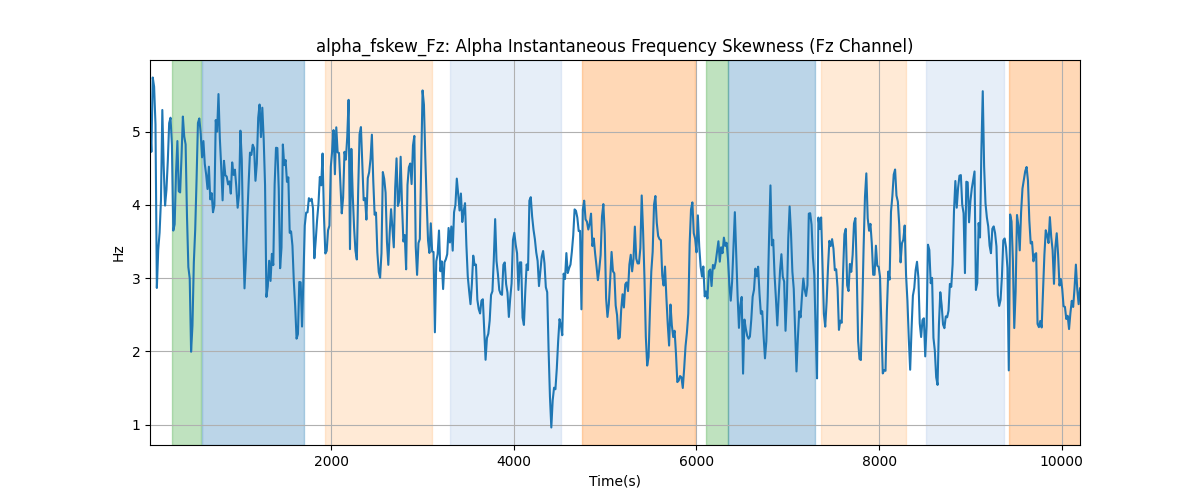 alpha_fskew_Fz: Alpha Instantaneous Frequency Skewness (Fz Channel)
Hz
5
4
3
2
1
2000 4000 6000 8000 10000
Time(s)